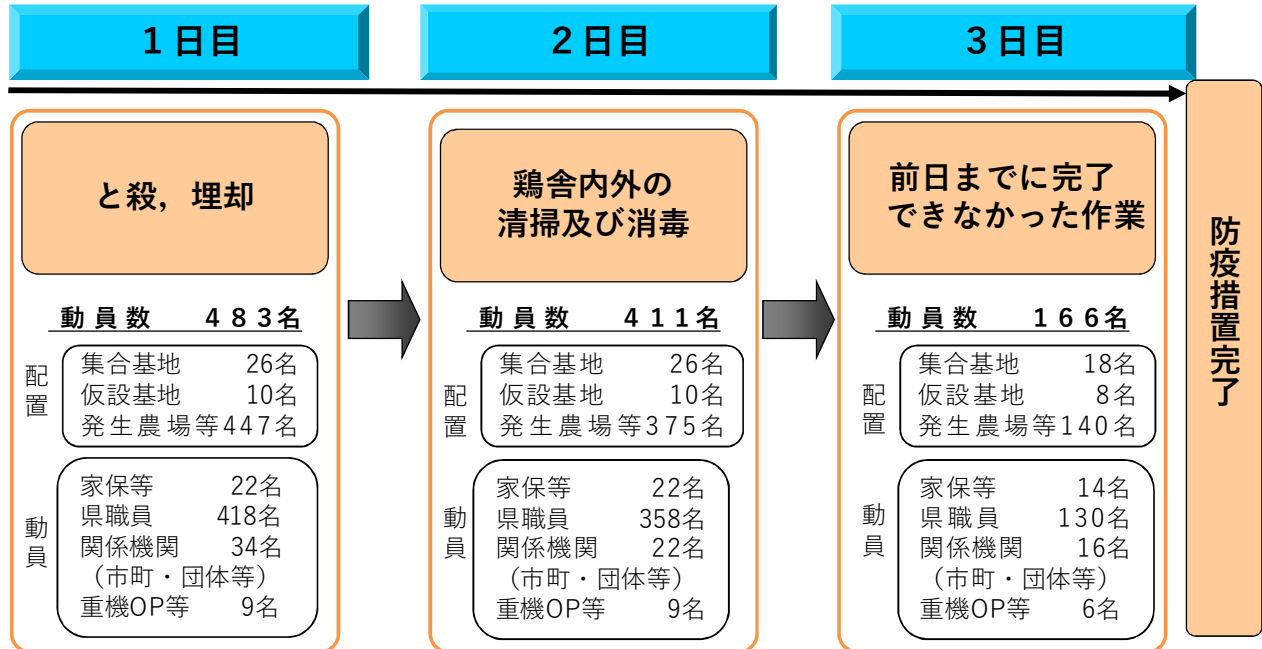 1日目
と殺，埋却
動員数 483名
配置
集合基地 26名
仮設基地 10名
発生農場等447名
動員
家保等 22名
県職員 418名
関係機関 34名
（市町・団体等）
重機OP等 9名
2日目
鶏舎内外の
清掃及び消毒
動員数 411名
配置
集合基地 26名
仮設基地 10名
発生農場等375名
動員
家保等 22名
県職員 358名
関係機関 22名
（市町・団体等）
重機OP等 9名
3日目
前日までに完了
できなかった作業
動員数 166名
配置
集合基地 18名
仮設基地 8名
発生農場等140名
動員
家保等 14名
県職員 130名
関係機関 16名
（市町・団体等）
重機OP等 6名
防疫措置完了